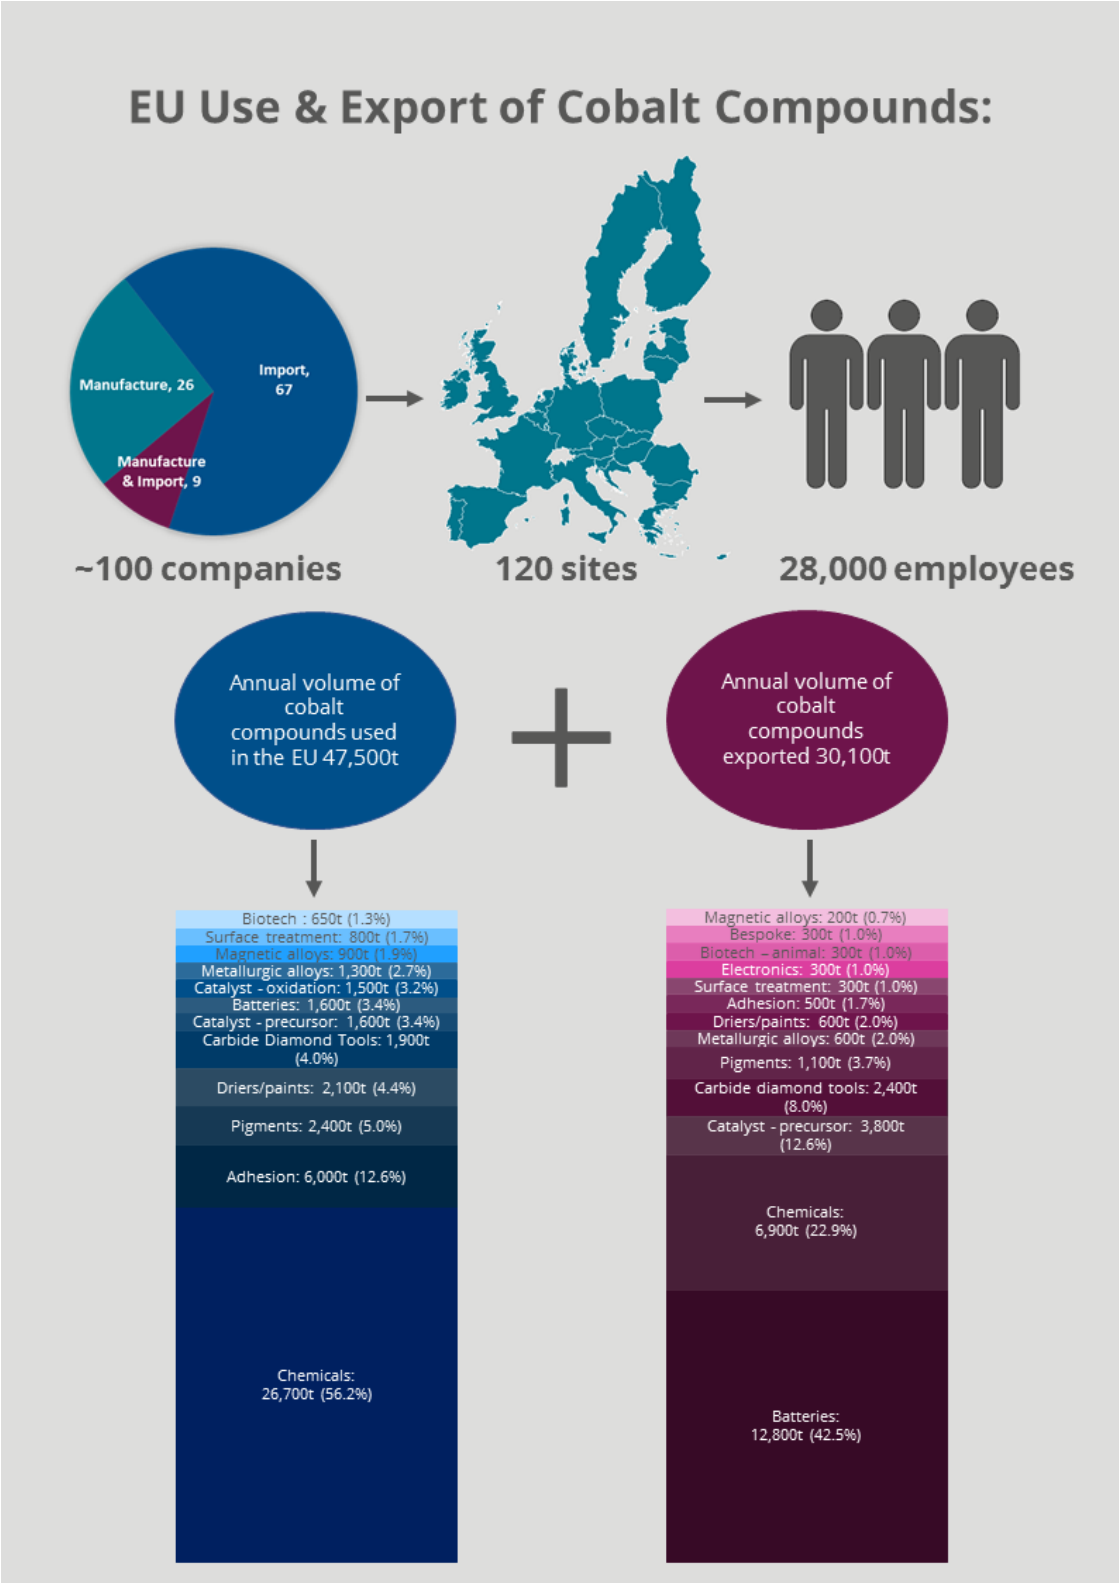 EU Use & Export of Cobalt Compounds:
Import,
67
Manufacture, 26
Manufacture
& Import, 9
~100 companies
120 sites
28,000 employees
Annual volume of
cobalt
compounds used
in the EU 47,500t
Annual volume of
cobalt
compounds
exported 30,100t
Biotech : 650t (1.3%)
Surface treatment: 800t (1.7%)
Magnetic alloys: 900t (1.9%)
Metallurgic alloys: 1,300t (2.7%)
Catalyst - oxidation: 1,500t (3.2%)
Batteries: 1,600t (3.4%)
Catalyst - precursor: 1,600t (3.4%)
Carbide Diamond Tools: 1,900t
(4.0%)
Driers/paints: 2,100t (4.4%)
Pigments: 2,400t (5.0%)
Adhesion: 6,000t (12.6%)
Chemicals:
26,700t (56.2%)
Magnetic alloys: 200t (0.7%)
Bespoke: 300t (1.0%)
Biotech – animal: 300t (1.0%)
Electronics: 300t (1.0%)
Surface treatment: 300t (1.0%)
Adhesion: 500t (1.7%)
Driers/paints: 600t (2.0%)
Metallurgic alloys: 600t (2.0%)
Pigments: 1,100t (3.7%)
Carbide diamond tools: 2,400t
(8.0%)
Catalyst - precursor: 3,800t
(12.6%)
Chemicals:
6,900t (22.9%)
Batteries:
12,800t (42.5%)